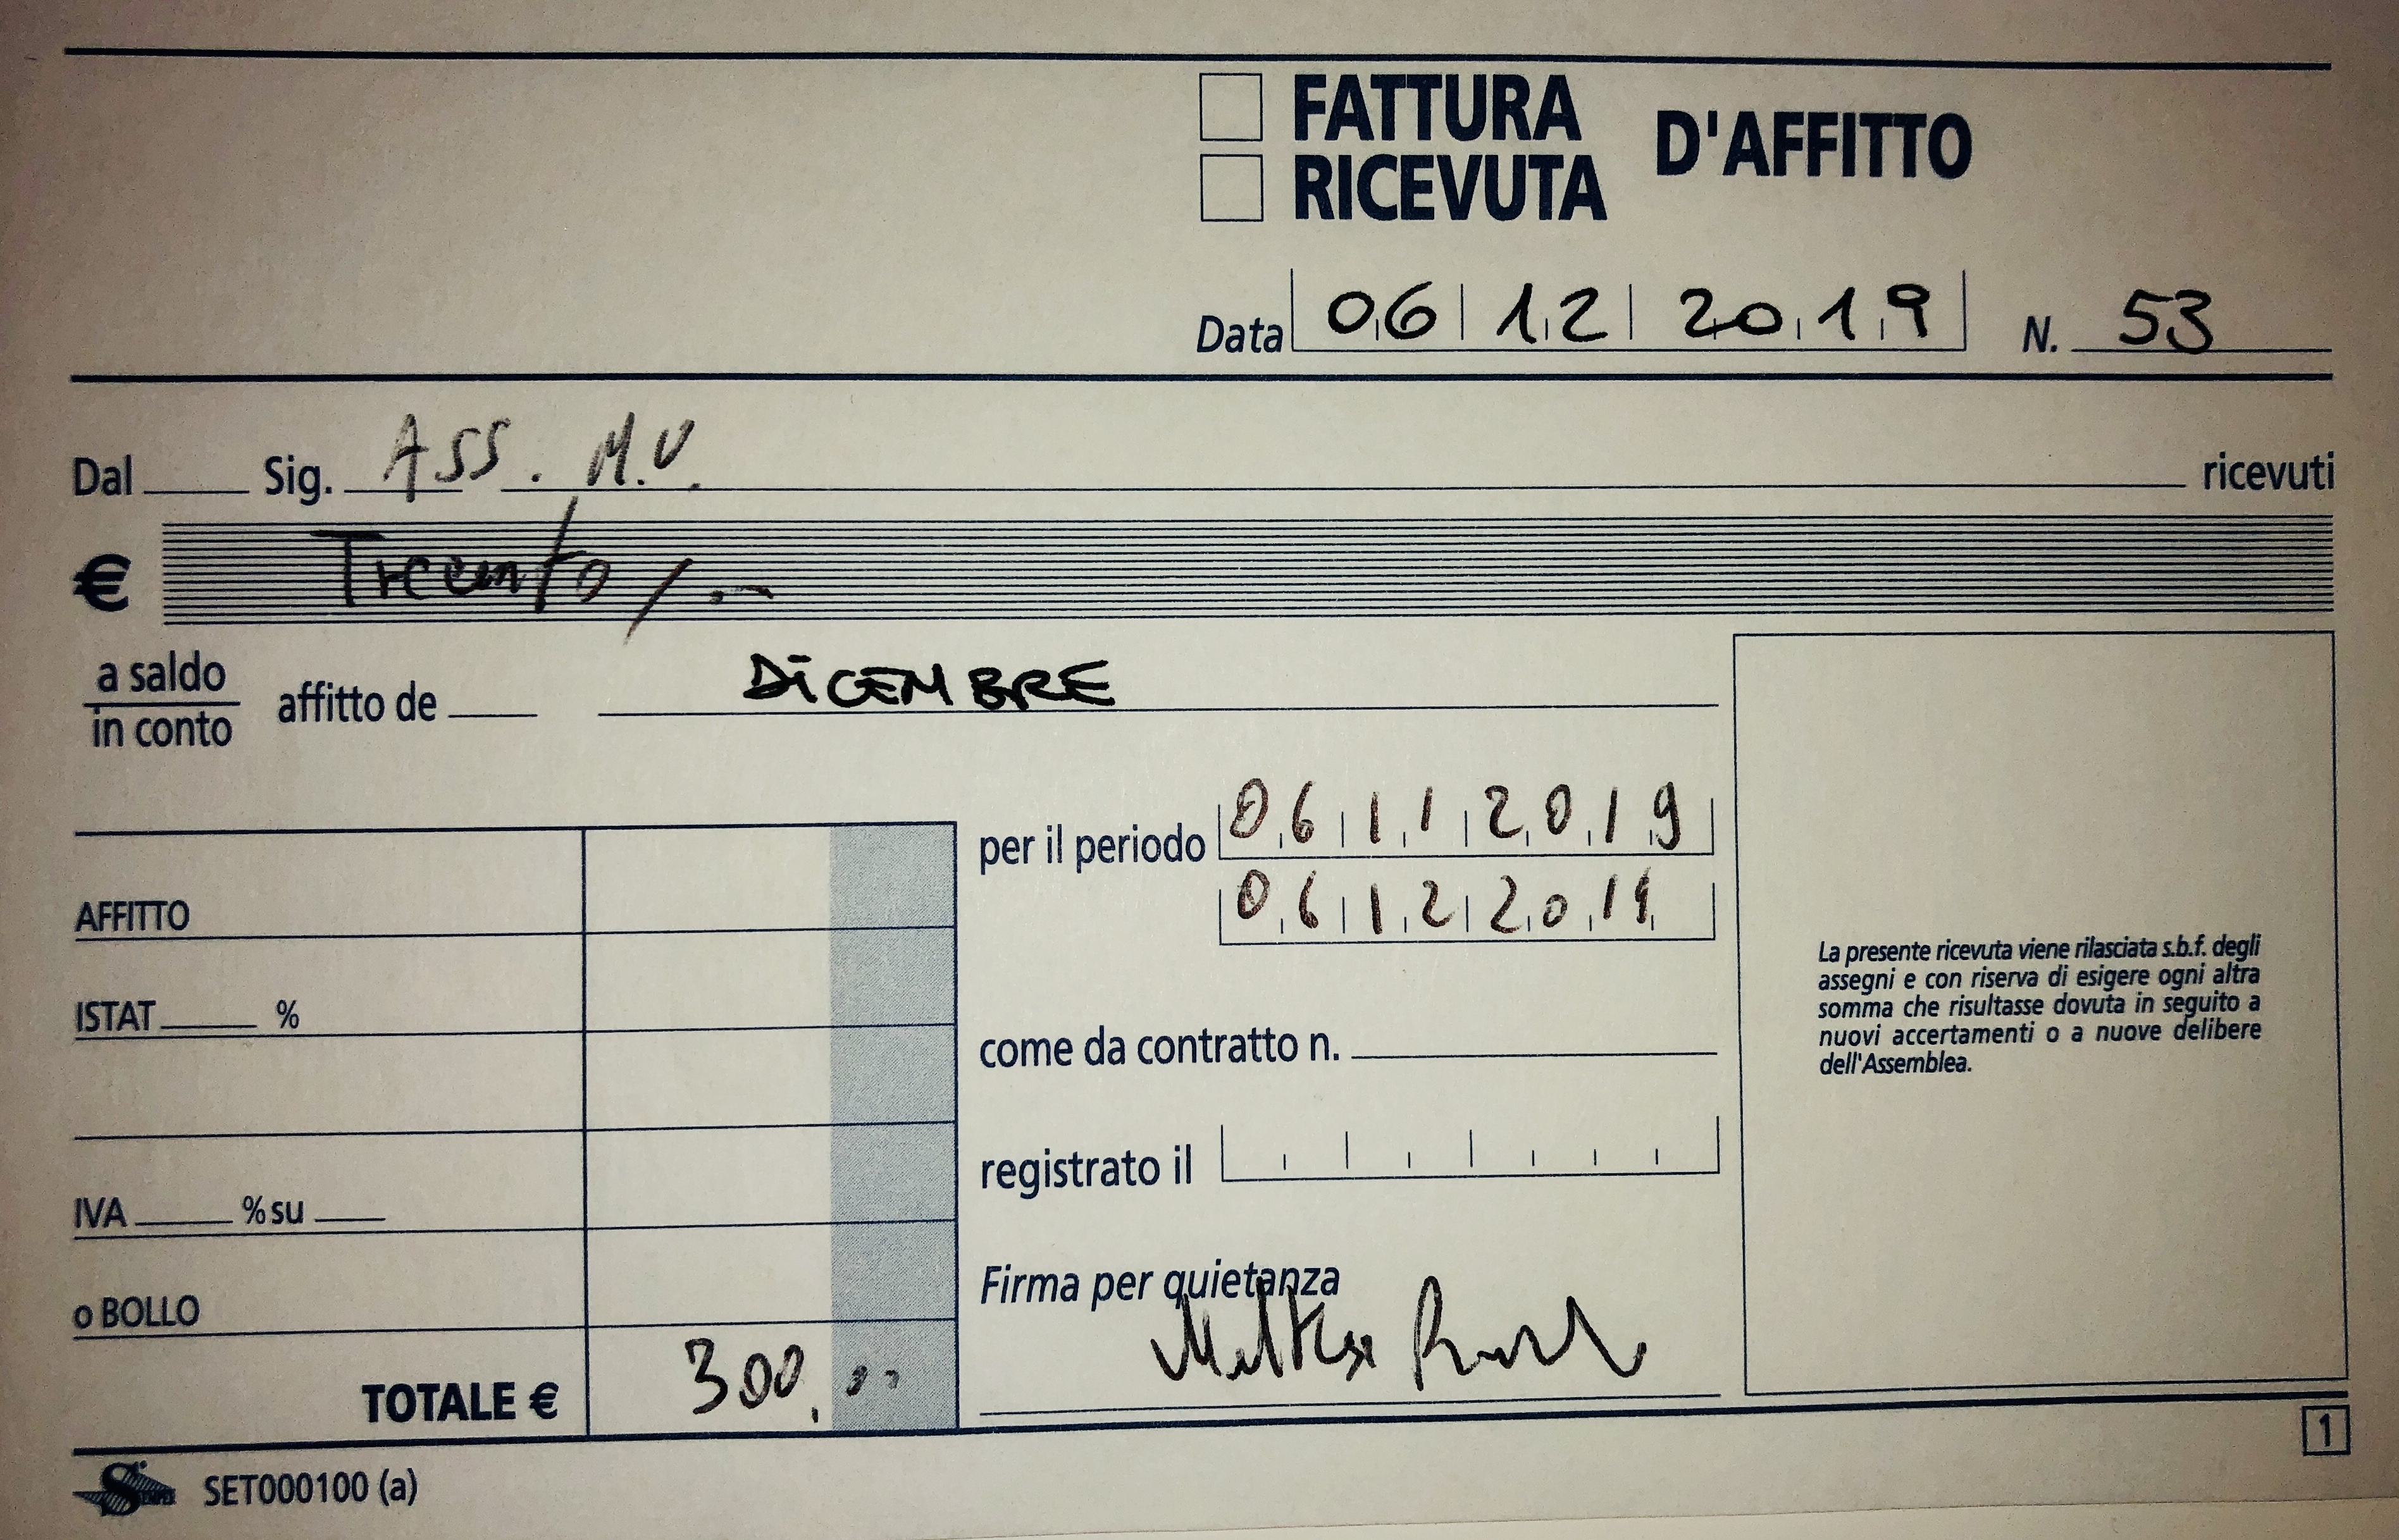 FATTURA
RICEVUTA D'AFFITTO
Data 06 12 2019 N. 53
Dal Sig. ASS. M.U. ricevuti
€ Trecento/..
a saldo
in conto
affitto de DiCEMBRE
per il periodo 06 11 2019
06 12 2019
AFFITTO
ISTAT %
come da contratto n.
registrato il
IVA % su
o BOLLO
Firma per quietanza
TOTALE € 300,00
La presente ricevuta viene rilasciata s.b.f. degli
assegni e con riserva di esigere ogni altra
somma che risultasse dovuta in seguito a
nuovi accertamenti o a nuove delibere
dell'Assemblea.
1
SET000100 (a)